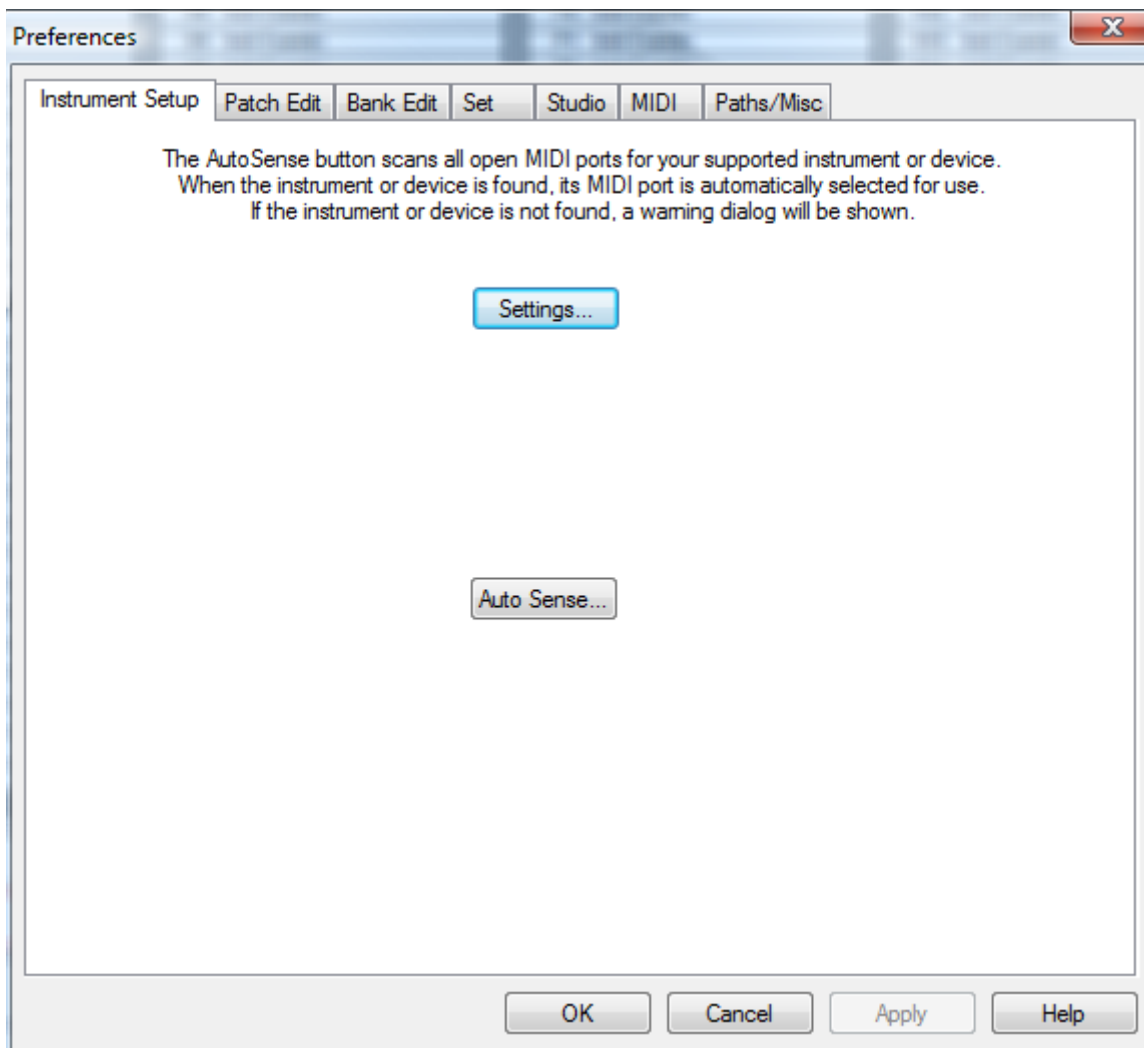 Preferences
Instrument Setup Patch Edit Bank Edit Set Studio MIDI Paths/Misc
The AutoSense button scans all open MIDI ports for your supported instrument or device.
When the instrument or device is found, its MIDI port is automatically selected for use.
If the instrument or device is not found, a warning dialog will be shown.
Settings...
Auto Sense...
OK Cancel Apply Help